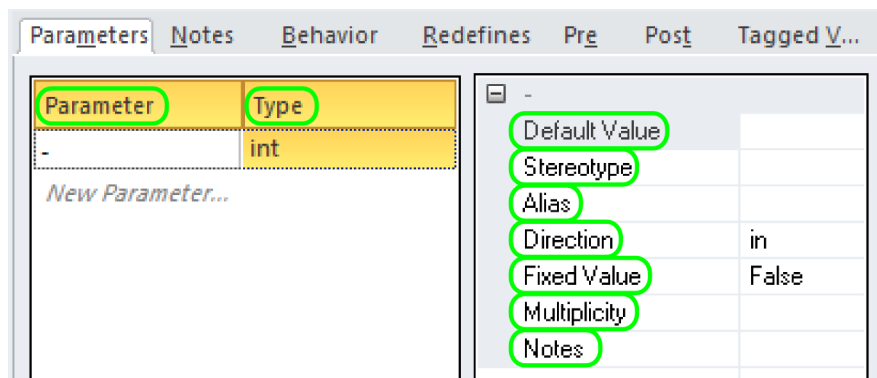 Parameters Notes Behavior Redefines Pre Post Tagged V...
Parameter Type
- int
New Parameter...
-
Default Value
Stereotype
Alias
Direction in
Fixed Value False
Multiplicity
Notes